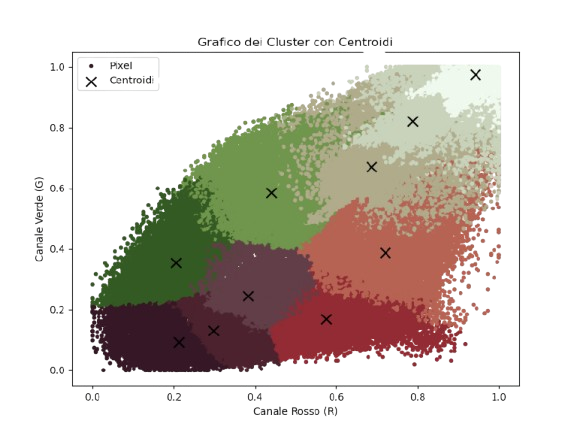 Grafico dei Cluster con Centroidi
Pixel
Centroidi
1.0
0.8
0.6
0.4
0.2
0.0
Canale Verde (G)
0.0 0.2 0.4 0.6 0.8 1.0
Canale Rosso (R)